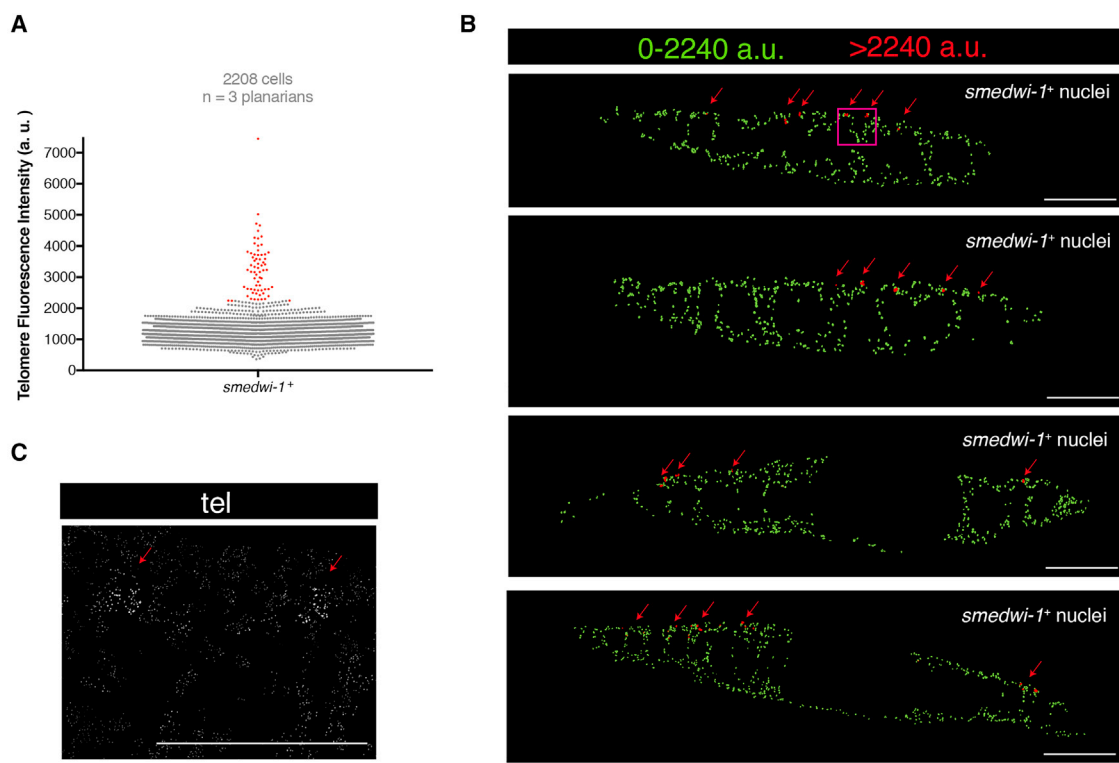 A
2208 cells
n = 3 planarians
Telomere Fluorescence Intensity (a. u. )
7000
6000
5000
4000
3000
2000
1000
0
smedwi-1+
B
0-2240 a.u. >2240 a.u.
smedwi-1+ nuclei
smedwi-1+ nuclei
smedwi-1+ nuclei
smedwi-1+ nuclei
C
tel